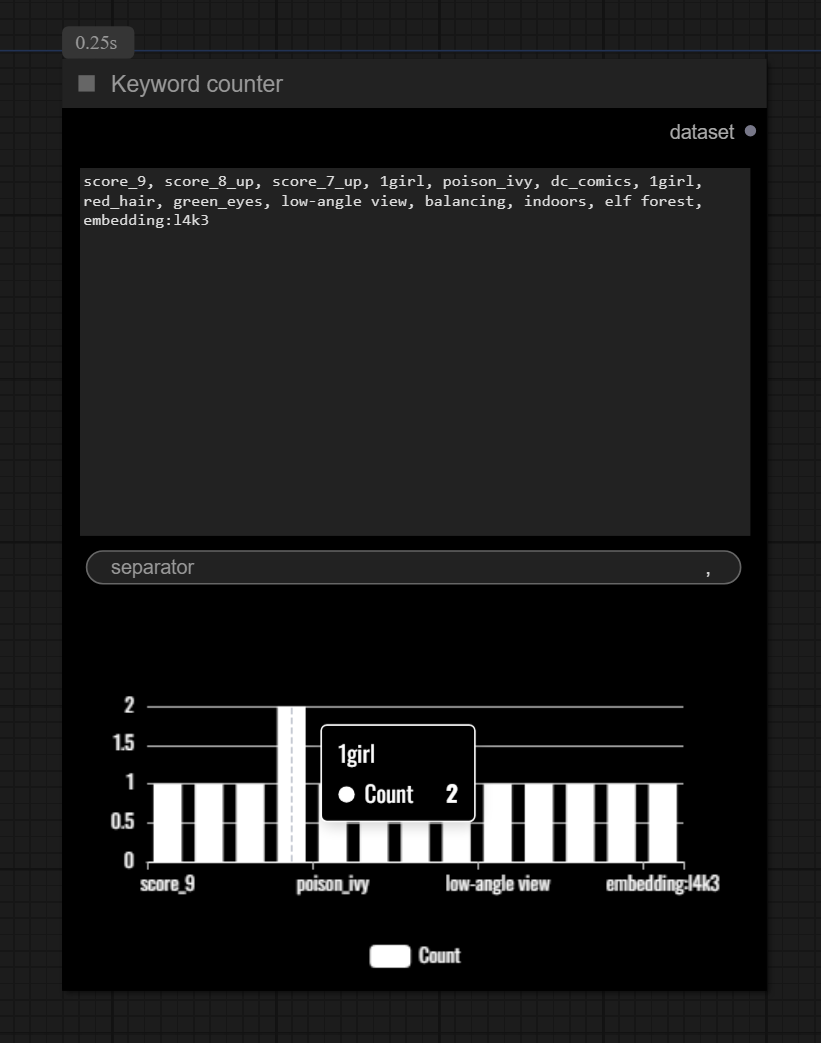 0.25s
Keyword counter
dataset
score_9, score_8_up, score_7_up, 1girl, poison_ivy, dc_comics, 1girl,
red_hair, green_eyes, low-angle view, balancing, indoors, elf forest,
embedding:l4k3
separator ,
2
1.5
1
0.5
0
1girl
Count 2
score_9 poison_ivy low-angle view embedding:l4k3
Count